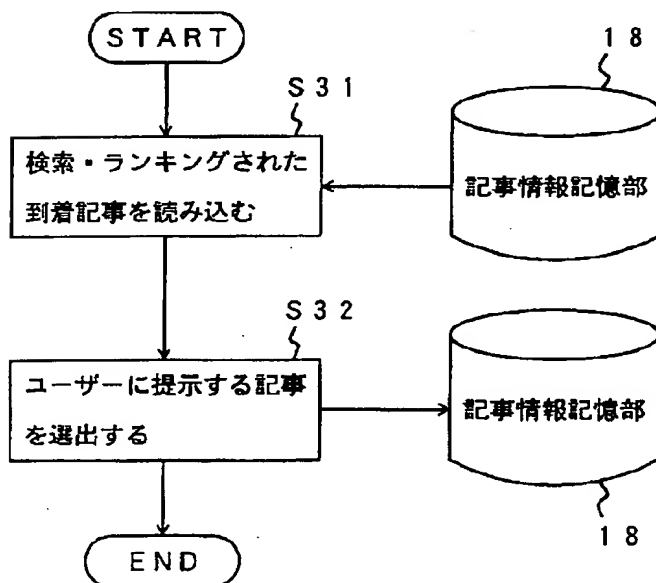 START
S31
18
検索・ランキングされた
到着記事を読み込む
記事情報記憶部
S32
ユーザーに提示する記事
を選出する
記事情報記憶部
18
END